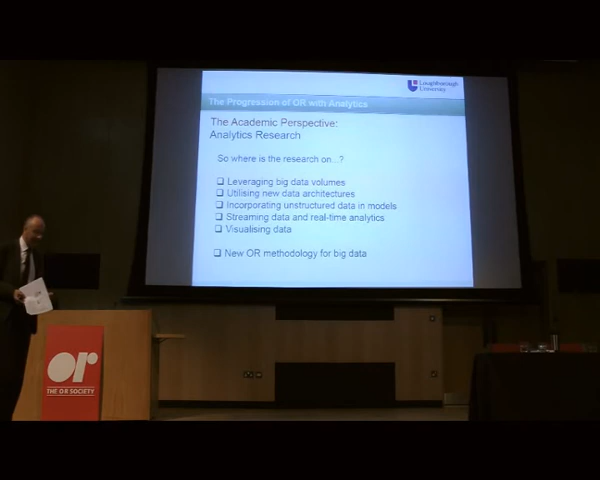 Loughborough
University
The Progression of OR with Analytics
The Academic Perspective:
Analytics Research
So where is the research on...?
❑ Leveraging big data volumes
❑ Utilising new data architectures
❑ Incorporating unstructured data in models
❑ Streaming data and real-time analytics
❑ Visualising data
❑ New OR methodology for big data
or
THE OR SOCIETY